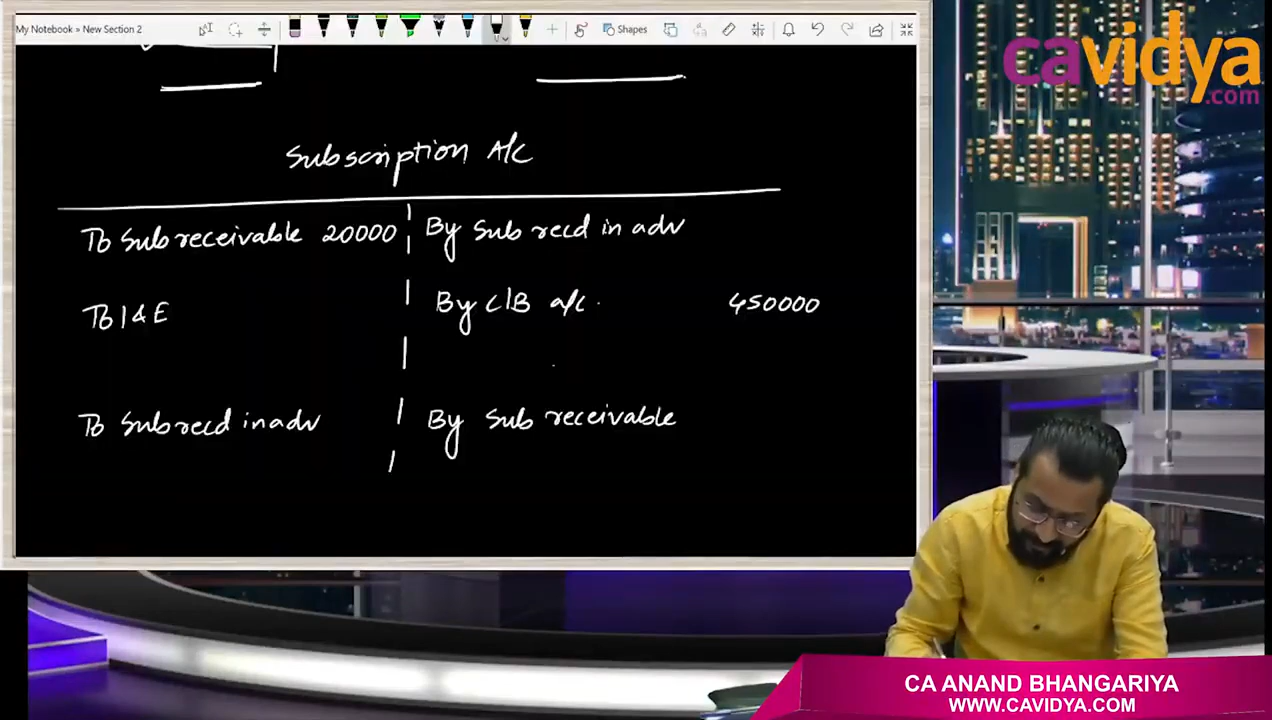 My Notebook » New Section 2
Shapes
cavidya
.com
Subscription A/c
To Sub receivable 20000 By Sub recd in adv
To I & E By C/B a/c 450000
To Sub recd in adv By Sub receivable
CA ANAND BHANGARIYA
WWW.CAVIDYA.COM